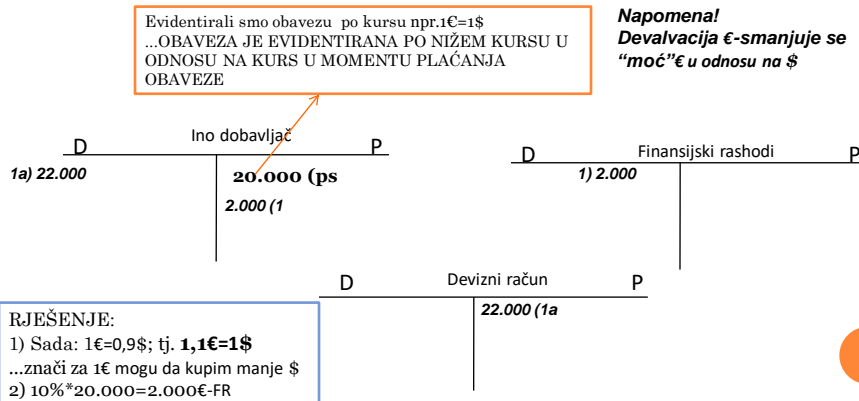 Evidentirali smo obavezu po kursu npr.1€=1$
...OBAVEZA JE EVIDENTIRANA PO NIŽEM KURSU U
ODNOSU NA KURS U MOMENTU PLAĆANJA
OBAVEZE
Napomena!
Devalvacija €-smanjuje se
“moć”€ u odnosu na $
D Ino dobavljač P
1a) 22.000 20.000 (ps
2.000 (1
D Finansijski rashodi P
1) 2.000
D Devizni račun P
22.000 (1a
RJEŠENJE:
1) Sada: 1€=0,9$; tj. 1,1€=1$
...znači za 1€ mogu da kupim manje $
2) 10%*20.000=2.000€-FR